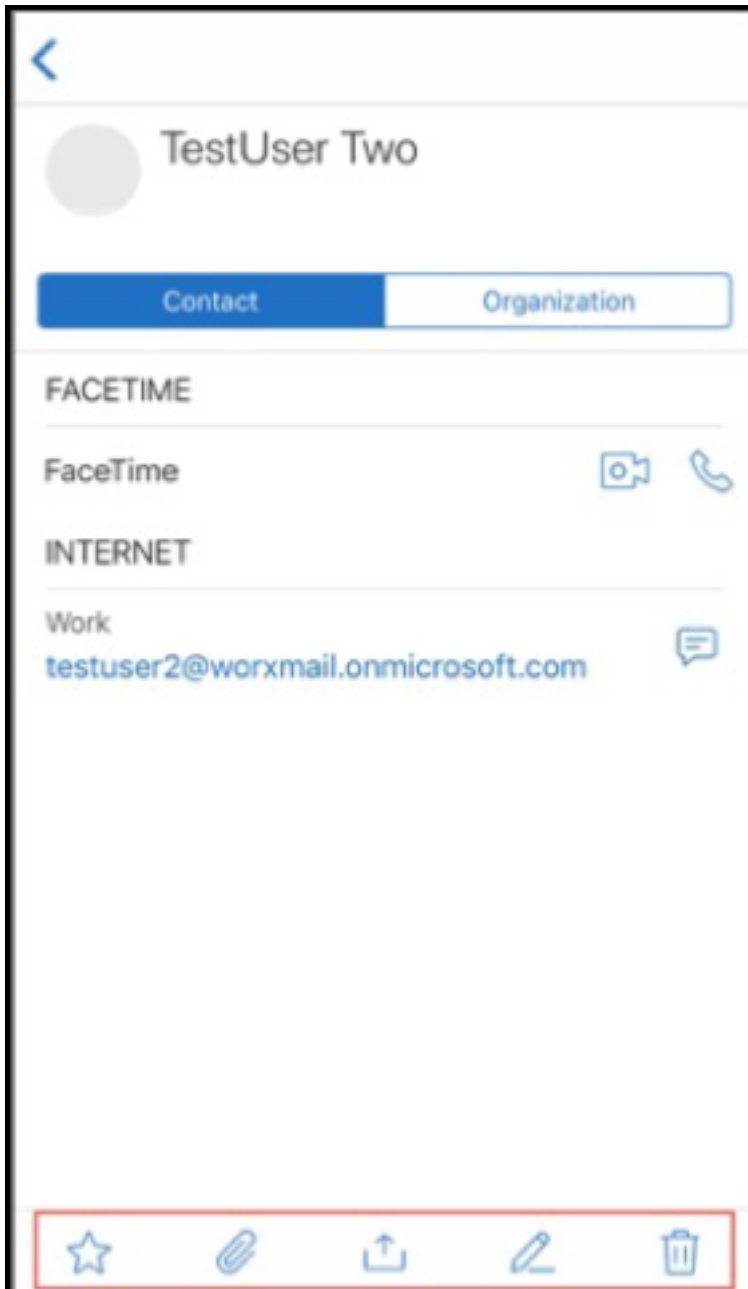 TestUser Two
Contact Organization
FACETIME
FaceTime
INTERNET
Work
testuser2@worxmail.onmicrosoft.com